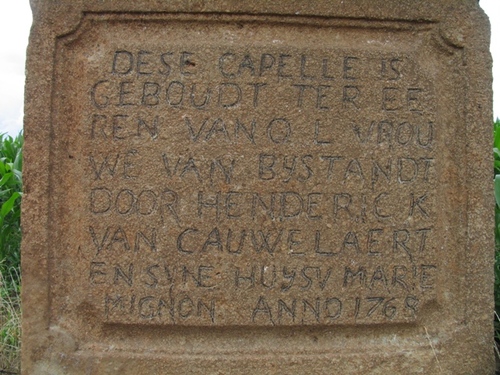 DESE CAPELLE IS
GEBOUDT TER EE
REN VAN O L VROU
WE VAN BYSTANDT
DOOR HENDERICK
VAN CAUWELAERT
EN SYNE HUYSV MARIE
MIGNON ANNO 1768